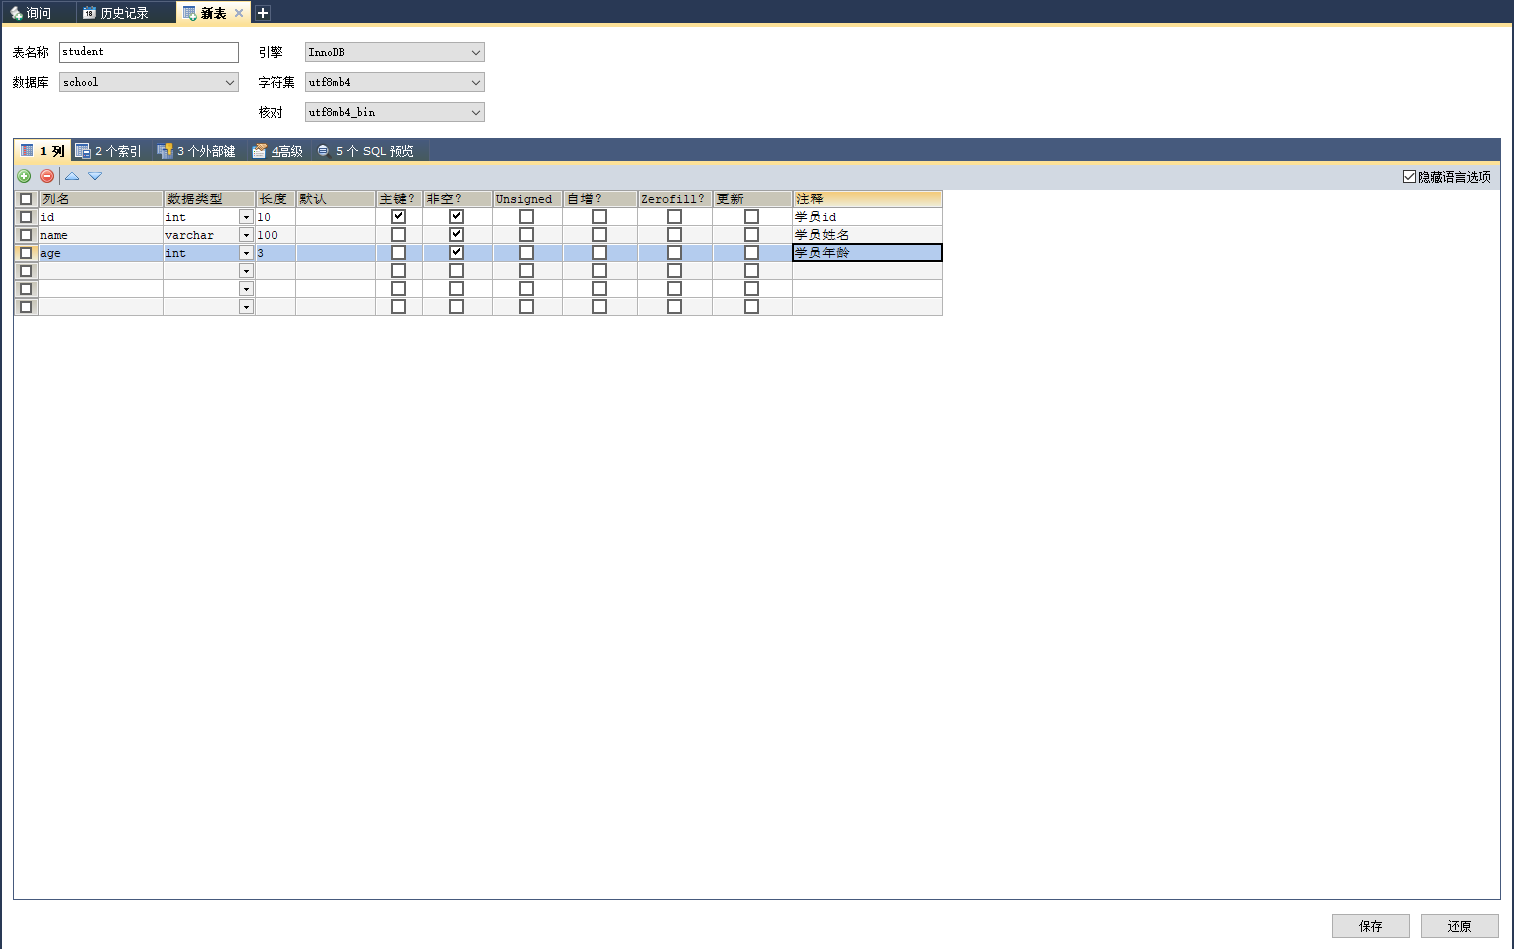 询问 历史记录 新表
表名称 student 引擎 InnoDB
数据库 school 字符集 utf8mb4
核对 utf8mb4_bin
1 列 2 个索引 3 个外部键 4高级 5 个 SQL 预览
隐藏语言选项
列名 数据类型 长度 默认 主键? 非空? Unsigned 自增? Zerofill? 更新 注释
id int 10 学员id
name varchar 100 学员姓名
age int 3 学员年龄
保存 还原